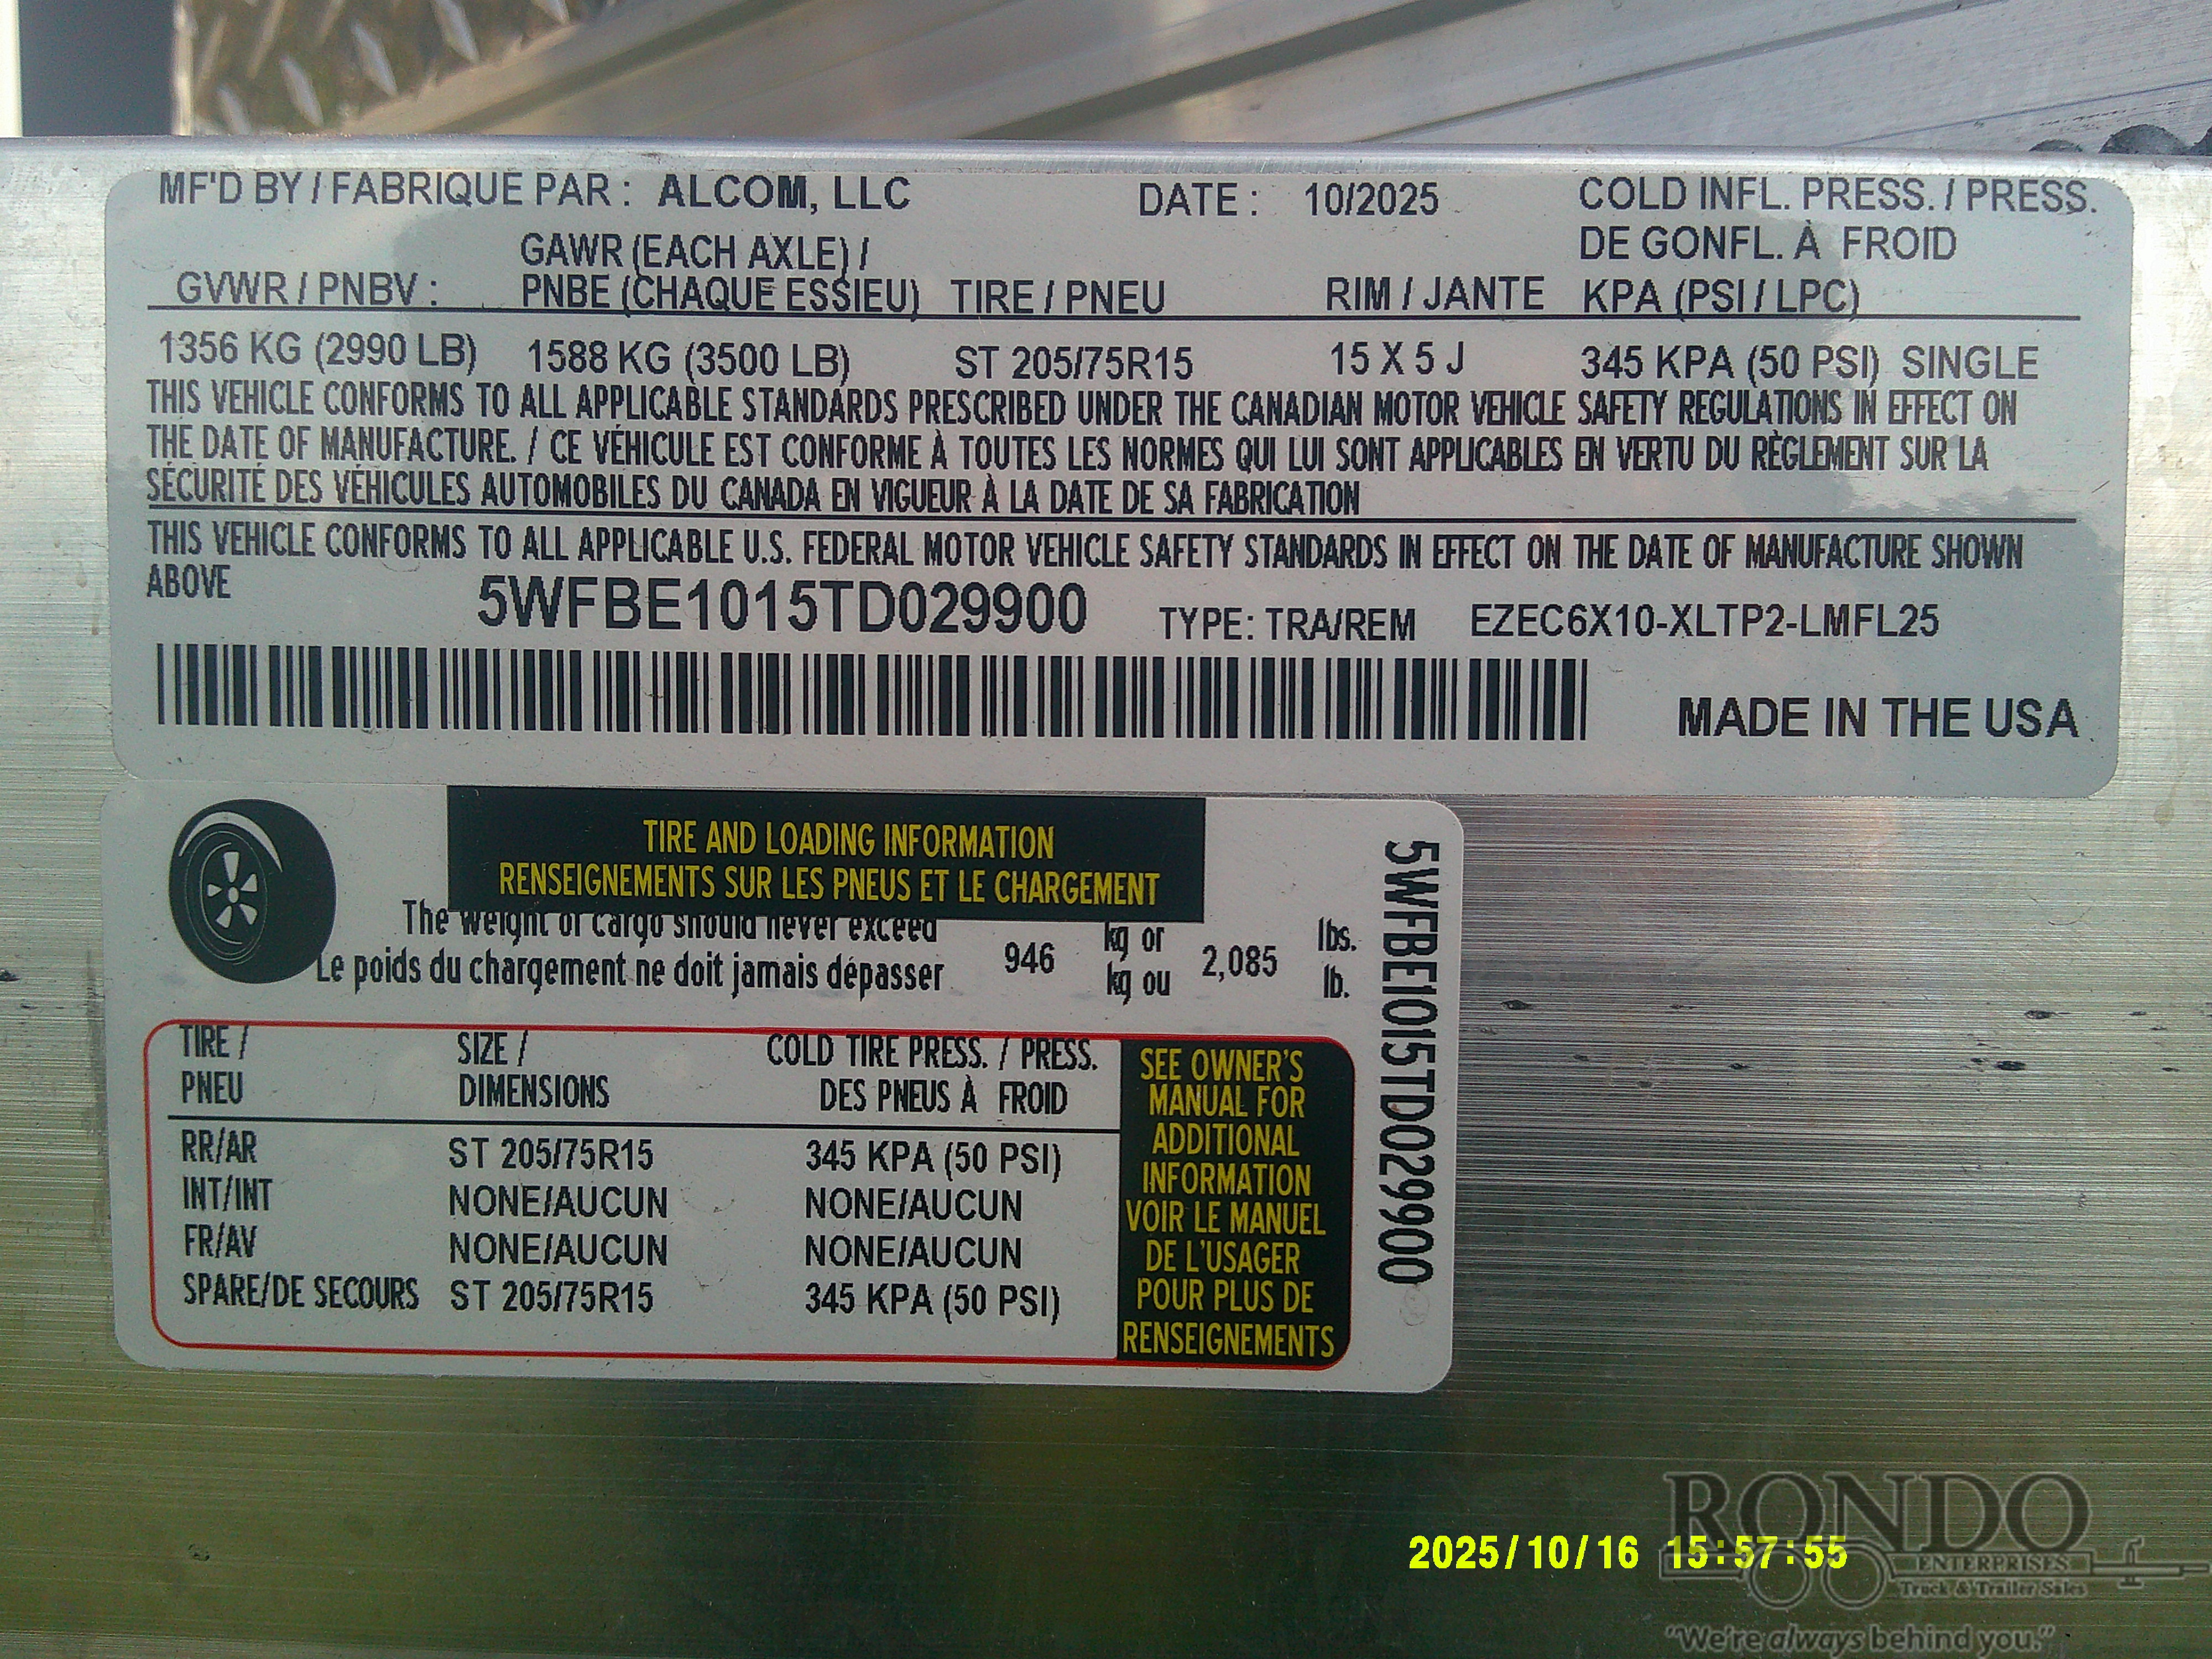 MF'D BY / FABRIQUE PAR : ALCOM, LLC DATE : 10/2025 COLD INFL. PRESS. / PRESS.
DE GONFL. À FROID
GAWR (EACH AXLE) /
GVWR / PNBV : PNBE (CHAQUE ESSIEU) TIRE / PNEU RIM / JANTE KPA (PSI / LPC)
1356 KG (2990 LB) 1588 KG (3500 LB) ST 205/75R15 15 X 5 J 345 KPA (50 PSI) SINGLE
THIS VEHICLE CONFORMS TO ALL APPLICABLE STANDARDS PRESCRIBED UNDER THE CANADIAN MOTOR VEHICLE SAFETY REGULATIONS IN EFFECT ON
THE DATE OF MANUFACTURE. / CE VÉHICULE EST CONFORME À TOUTES LES NORMES QUI LUI SONT APPLICABLES EN VERTU DU RÈGLEMENT SUR LA
SÉCURITÉ DES VÉHICULES AUTOMOBILES DU CANADA EN VIGUEUR À LA DATE DE SA FABRICATION
THIS VEHICLE CONFORMS TO ALL APPLICABLE U.S. FEDERAL MOTOR VEHICLE SAFETY STANDARDS IN EFFECT ON THE DATE OF MANUFACTURE SHOWN
ABOVE 5WFBE1015TD029900 TYPE: TRA/REM EZEC6X10-XLTP2-LMFL25
MADE IN THE USA
TIRE AND LOADING INFORMATION
RENSEIGNEMENTS SUR LES PNEUS ET LE CHARGEMENT
The weight of cargo should never exceed 946 kg or 2,085 lbs.
Le poids du chargement ne doit jamais dépasser kg ou lb.
TIRE / SIZE / COLD TIRE PRESS. / PRESS.
PNEU DIMENSIONS DES PNEUS À FROID
RR/AR ST 205/75R15 345 KPA (50 PSI)
INT/INT NONE/AUCUN NONE/AUCUN
FR/AV NONE/AUCUN NONE/AUCUN
SPARE/DE SECOURS ST 205/75R15 345 KPA (50 PSI)
SEE OWNER'S
MANUAL FOR
ADDITIONAL
INFORMATION
VOIR LE MANUEL
DE L'USAGER
POUR PLUS DE
RENSEIGNEMENTS
5WFBE1015TD029900
2025/10/16 15:57:55
RONDO
ENTERPRISES
Truck & Trailer Sales
"We're always behind you."